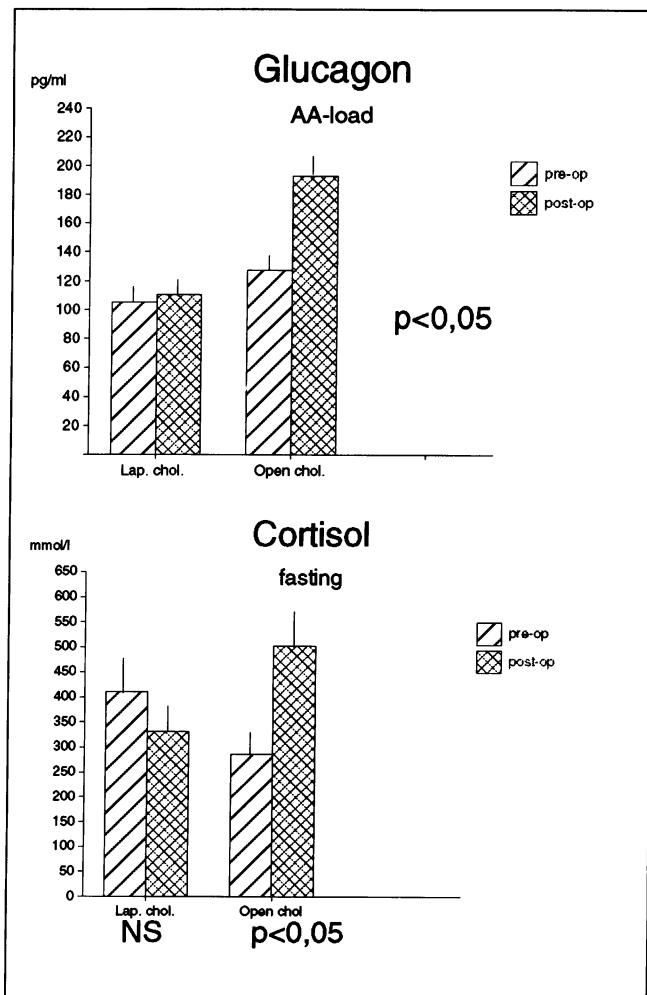 Glucagon
pg/ml
AA-load
240
220
200
180
160
140
120
100
80
60
40
20
pre-op
post-op
p<0,05
Lap. chol.
Open chol.
Cortisol
mmol/l
fasting
650
600
550
500
450
400
350
300
250
200
150
100
50
0
pre-op
post-op
Lap. chol.
Open chol
NS
p<0,05